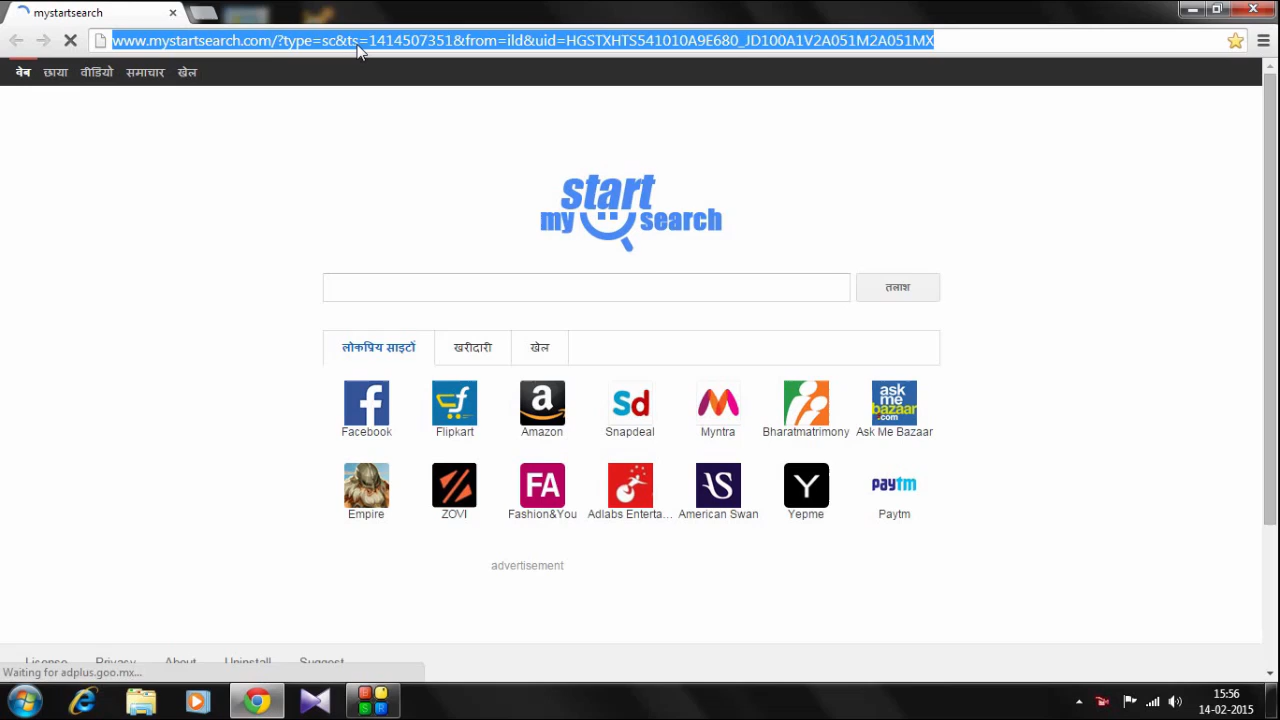 mystartsearch
www.mystartsearch.com/?type=sc&ts=1414507351&from=ild&uid=HGSTXHTS541010A9E680_JD100A1V2A051M2A051MX
वेब छाया वीडियो समाचार खेल
start
my search
तलाश
लोकप्रिय साइटों खरीदारी खेल
f f a Sd ask me bazaar.com
Facebook Flipkart Amazon Snapdeal Myntra Bharatmatrimony Ask Me Bazaar
FA AS Y paytm
Empire ZOVI Fashion&You Adlabs Enterta... American Swan Yepme Paytm
advertisement
License Privacy About Uninstall Suggest
Waiting for adplus.goo.mx...
15:56
14-02-2015